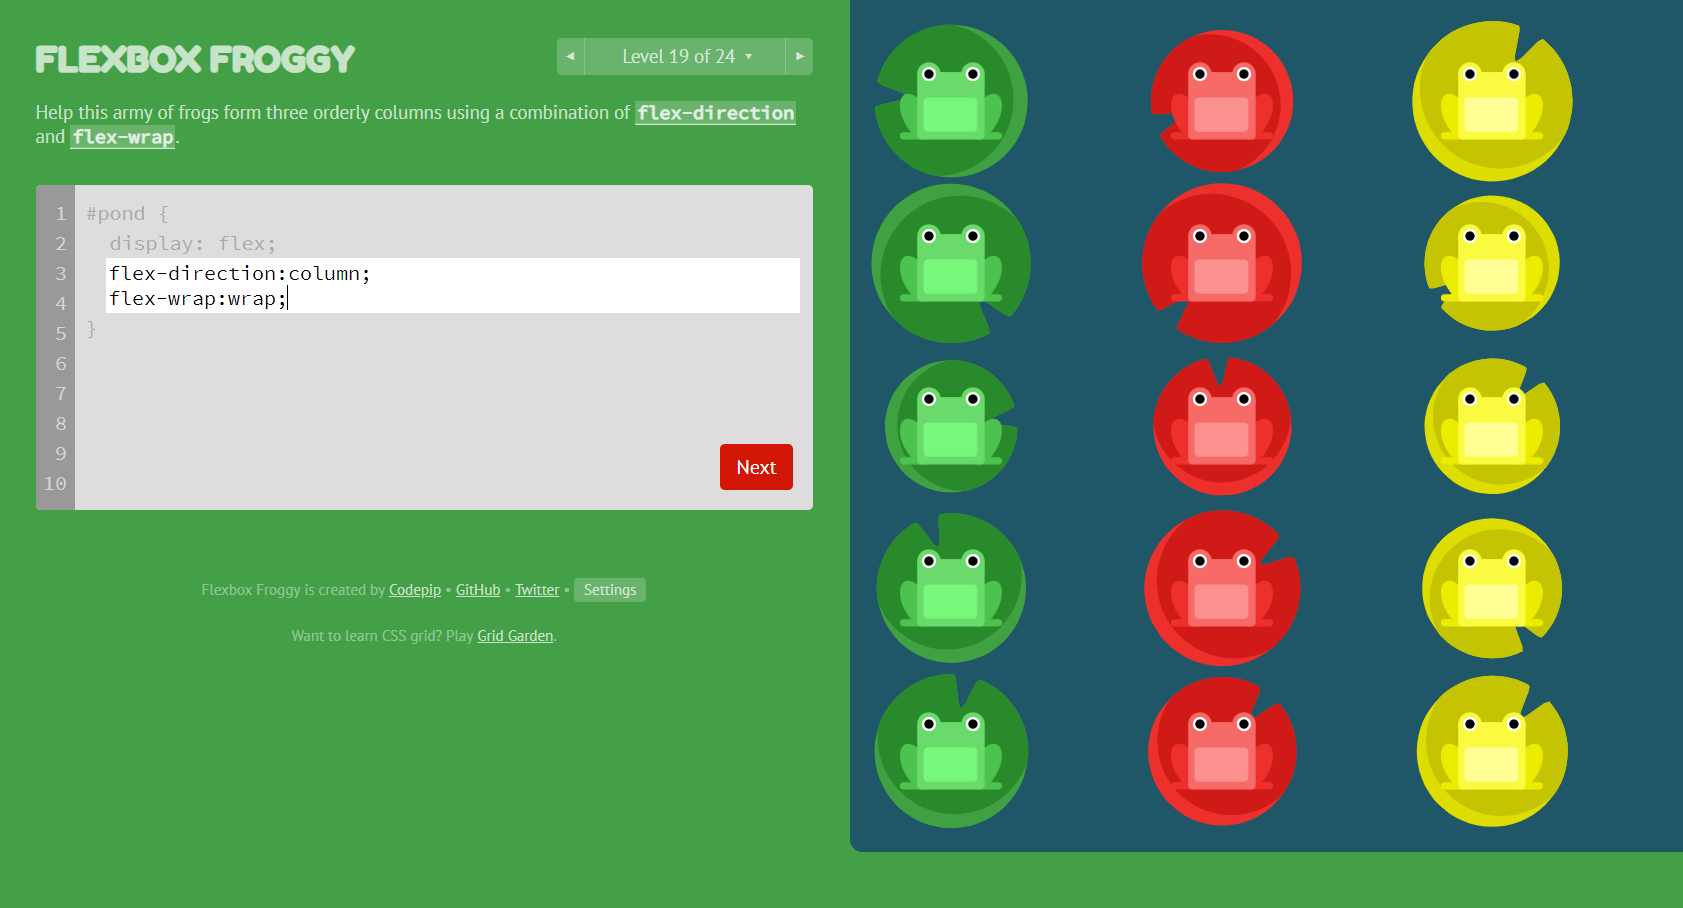 FLEXBOX FROGGY
◄ Level 19 of 24 ▾ ►
Help this army of frogs form three orderly columns using a combination of flex-direction
and flex-wrap.
1 #pond {
2 display: flex;
3 flex-direction:column;
4 flex-wrap:wrap;
5 }
6
7
8
9
10
Next
Flexbox Froggy is created by Codepip • GitHub • Twitter • Settings
Want to learn CSS grid? Play Grid Garden.